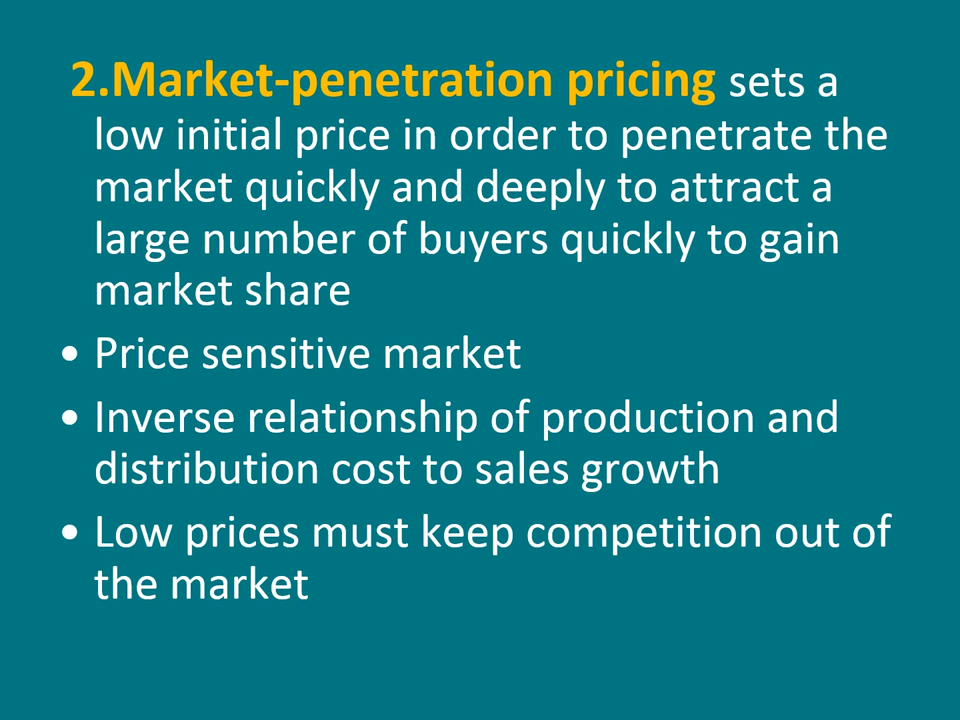 2.Market-penetration pricing sets a
low initial price in order to penetrate the
market quickly and deeply to attract a
large number of buyers quickly to gain
market share
• Price sensitive market
• Inverse relationship of production and
distribution cost to sales growth
• Low prices must keep competition out of
the market